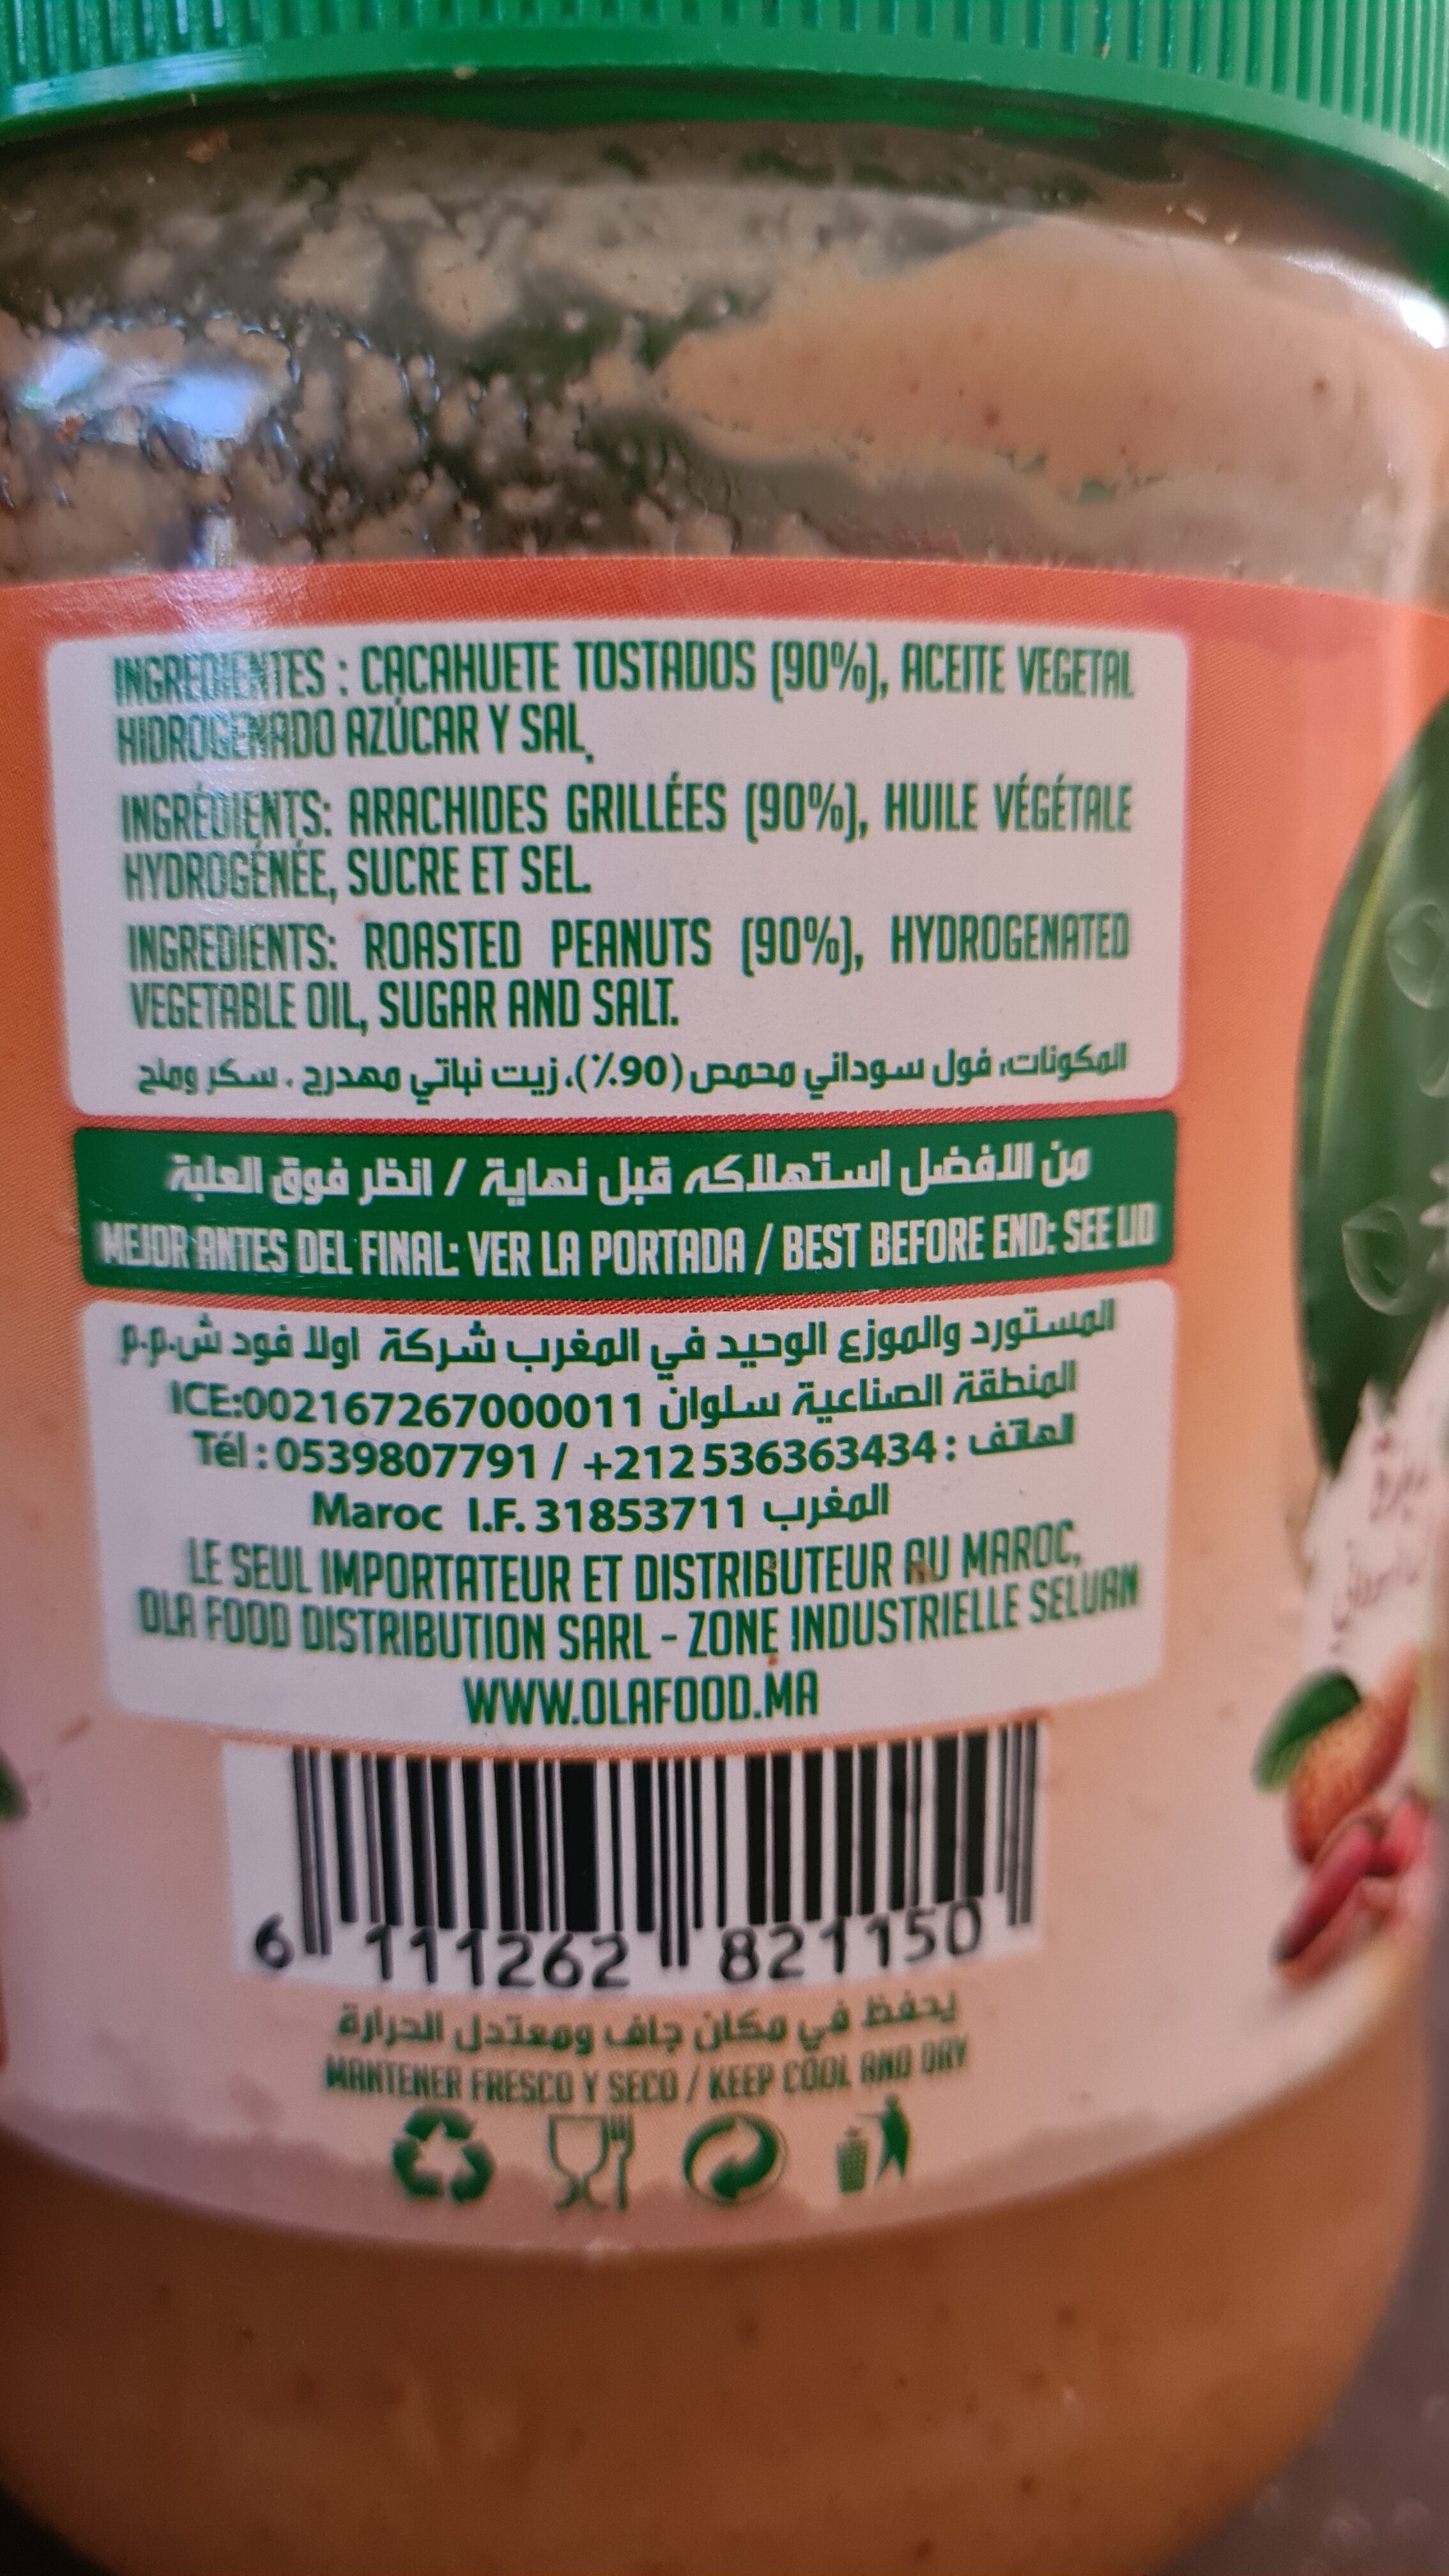 INGREDIENTES : CACAHUETE TOSTADOS (90%), ACEITE VEGETAL
HIDROGENADO AZÚCAR Y SAL.
INGRÉDIENTS: ARACHIDES GRILLÉES (90%), HUILE VÉGÉTALE
HYDROGÉNÉE, SUCRE ET SEL.
INGREDIENTS: ROASTED PEANUTS (90%), HYDROGENATED
VEGETABLE OIL, SUGAR AND SALT.
المكونات، فول سوداني محمص (90٪)، زيت نباتي مهدرج ، سكر وملح
من الافضل استهلاكه قبل نهاية / انظر فوق العلبة
MEJOR ANTES DEL FINAL: VER LA PORTADA / BEST BEFORE END: SEE LID
المستورد والموزع الوحيد في المغرب شركة اولا فود ش.م.م
المنطقة الصناعية سلوان ICE:002167267000011
Tél : 0539807791 / +212 536363434 : الهاتف
Maroc I.F. 31853711 المغرب
LE SEUL IMPORTATEUR ET DISTRIBUTEUR AU MAROC,
OLA FOOD DISTRIBUTION SARL - ZONE INDUSTRIELLE SELUAN
WWW.OLAFOOD.MA
6 111262 821150
يحفظ في مكان جاف ومعتدل الحرارة
MANTENER FRESCO Y SECO / KEEP COOL AND DRY